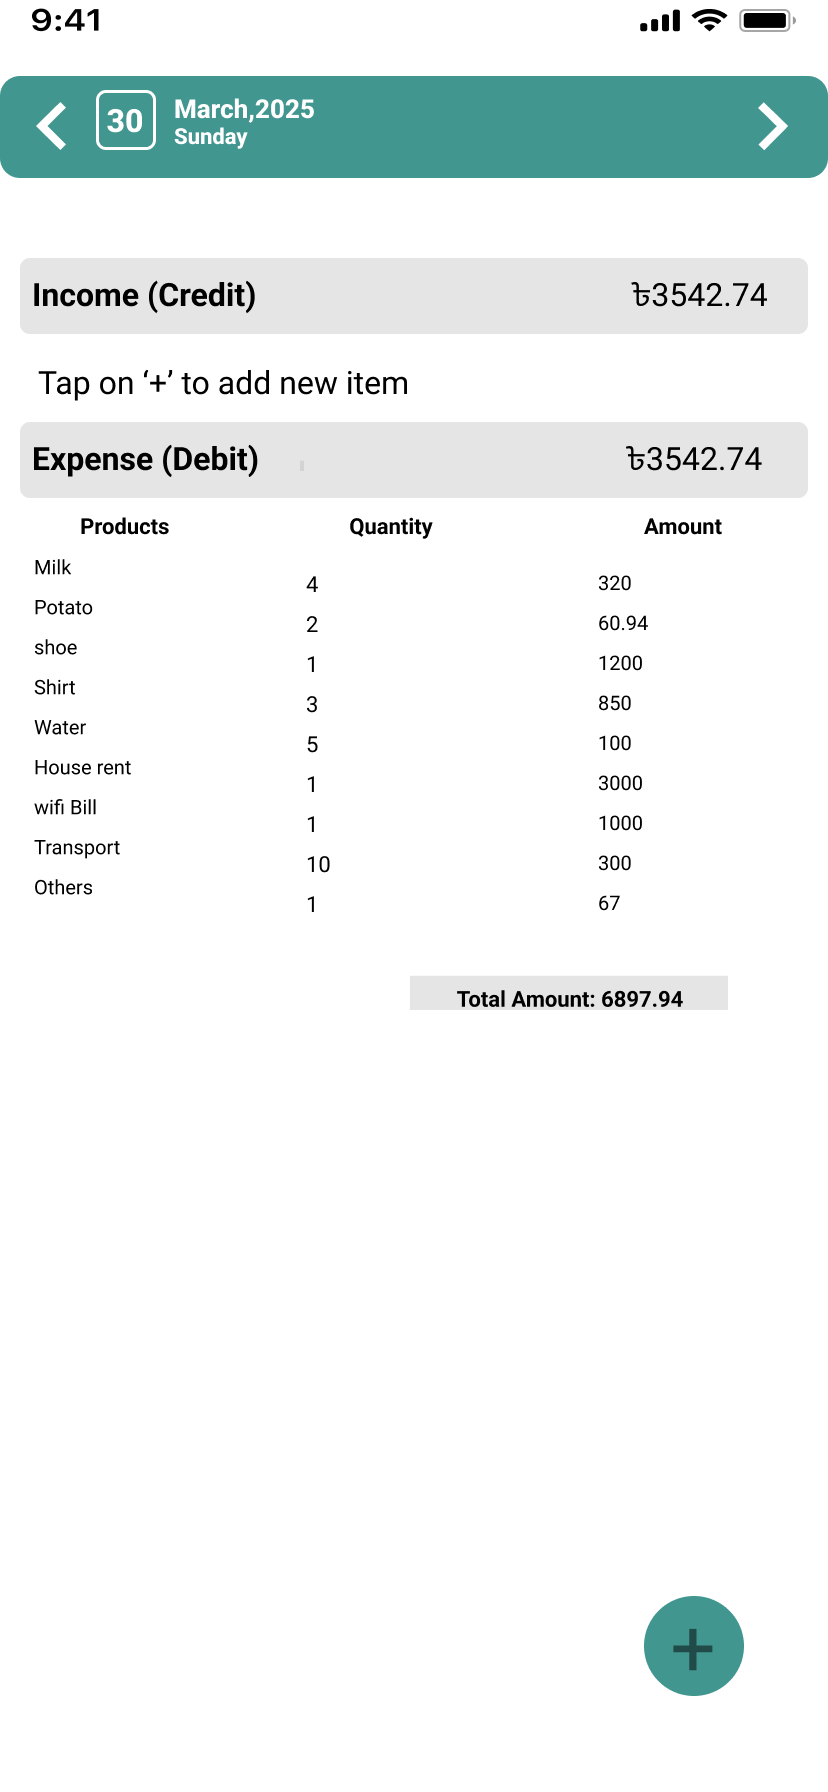 9:41
30
March,2025
Sunday
Income (Credit) ৳3542.74
Tap on ‘+’ to add new item
Expense (Debit) ৳3542.74
Products Quantity Amount
Milk 4 320
Potato 2 60.94
shoe 1 1200
Shirt 3 850
Water 5 100
House rent 1 3000
wifi Bill 1 1000
Transport 10 300
Others 1 67
Total Amount: 6897.94
+